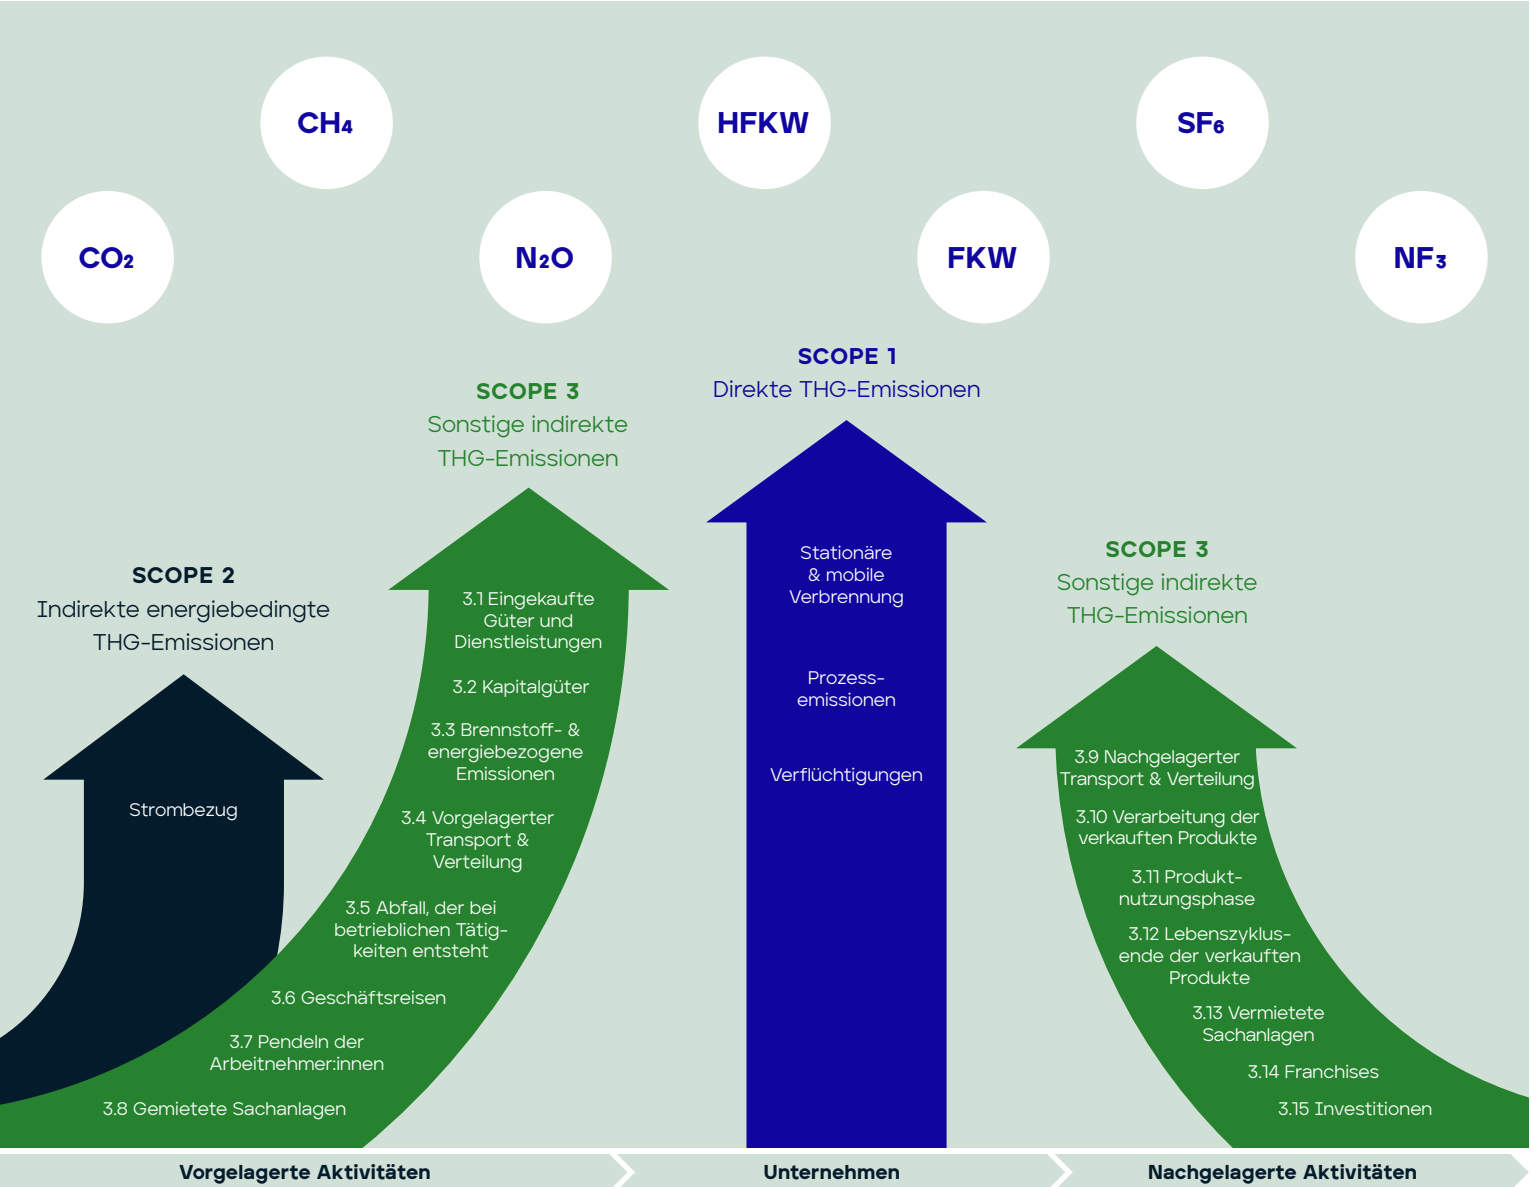 CH₄
HFKW
SF₆
CO₂
N₂O
FKW
NF₃
SCOPE 2
Indirekte energiebedingte
THG-Emissionen
Strombezug
SCOPE 3
Sonstige indirekte
THG-Emissionen
3.1 Eingekaufte
Güter und
Dienstleistungen
3.2 Kapitalgüter
3.3 Brennstoff- &
energiebezogene
Emissionen
3.4 Vorgelagerter
Transport &
Verteilung
3.5 Abfall, der bei
betrieblichen Tätig-
keiten entsteht
3.6 Geschäftsreisen
3.7 Pendeln der
Arbeitnehmer:innen
3.8 Gemietete Sachanlagen
SCOPE 1
Direkte THG-Emissionen
Stationäre
& mobile
Verbrennung
Prozess-
emissionen
Verflüchtigungen
SCOPE 3
Sonstige indirekte
THG-Emissionen
3.9 Nachgelagerter
Transport & Verteilung
3.10 Verarbeitung der
verkauften Produkte
3.11 Produkt-
nutzungsphase
3.12 Lebenszyklus-
ende der verkauften
Produkte
3.13 Vermietete
Sachanlagen
3.14 Franchises
3.15 Investitionen
Vorgelagerte Aktivitäten
Unternehmen
Nachgelagerte Aktivitäten